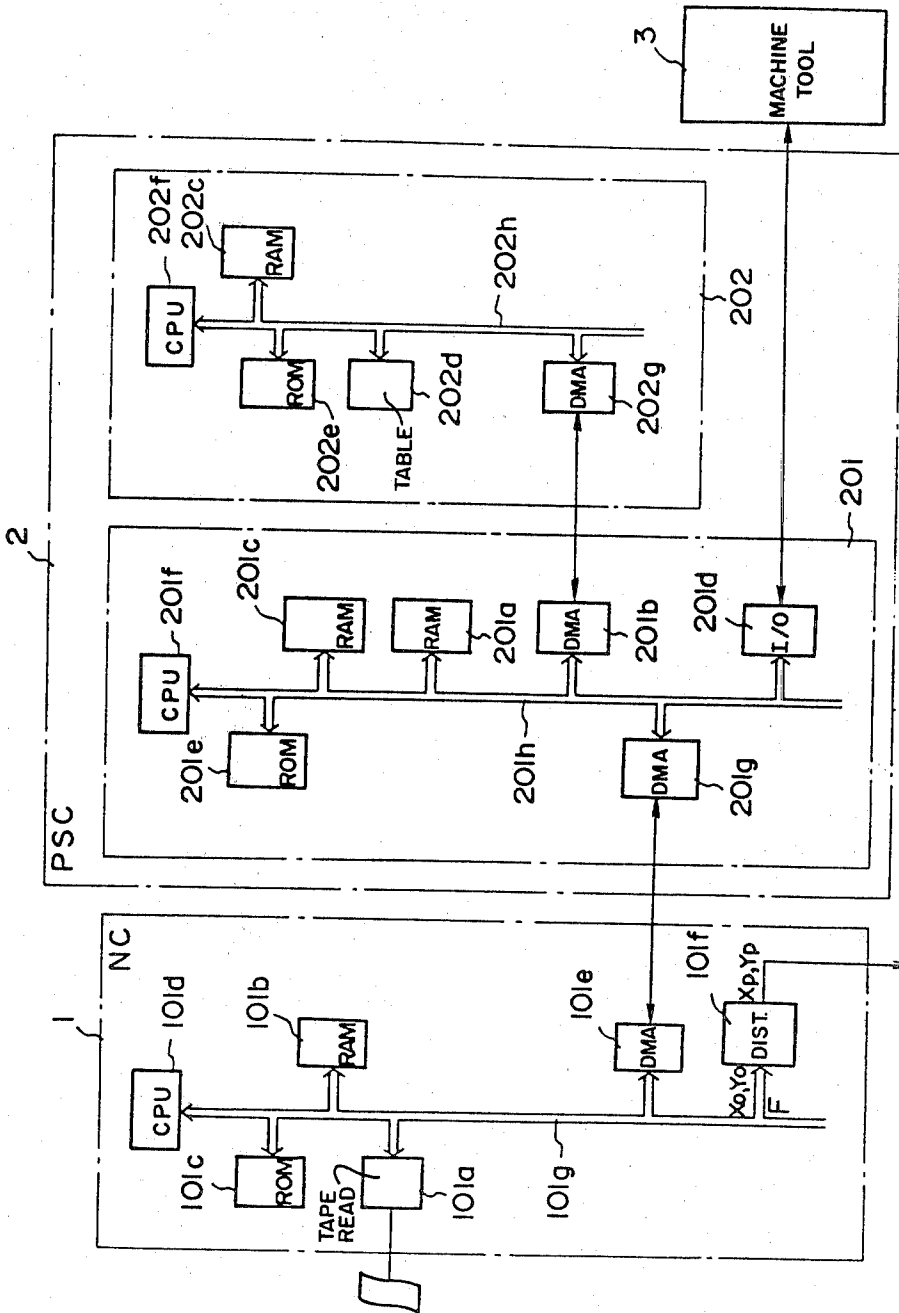 1
NC
CPU
101d
101b
RAM
101c
ROM
TAPE
READ
101a
101g
101e
DMA
101f
Xo,Yo
F
DIST.
Xp,Yp
2
PSC
CPU
201f
201c
RAM
201e
ROM
RAM
201a
DMA
201b
201h
DMA
201g
I/O
201d
201
CPU
202f
202c
RAM
ROM
202e
TABLE
202d
202h
DMA
202g
202
3
MACHINE
TOOL